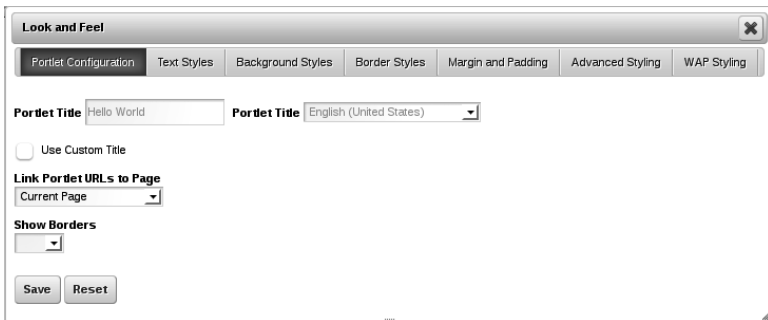 Look and Feel
Portlet Configuration Text Styles Background Styles Border Styles Margin and Padding Advanced Styling WAP Styling
Portlet Title Hello World Portlet Title English (United States)
Use Custom Title
Link Portlet URLs to Page
Current Page
Show Borders
Save Reset